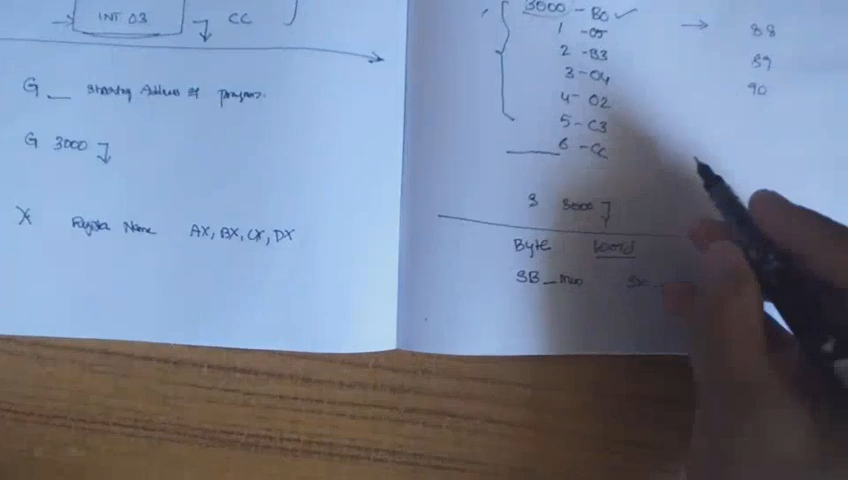 INT 03 CC
G __ Starting Address of program.
G 3000
X Register Name AX, BX, CX, DX
3000 - B0 ✓
1 - 05
2 - B3
3 - 04
4 - 02
5 - C3
6 - CC
S 3000
Byte Word
SB _
→ 88
89
90